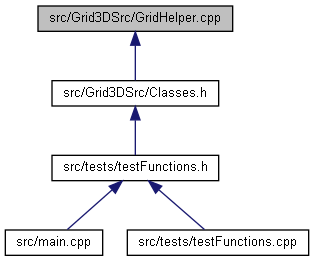 src/Grid3DSrc/GridHelper.cpp
src/Grid3DSrc/Classes.h
src/tests/testFunctions.h
src/main.cpp
src/tests/testFunctions.cpp